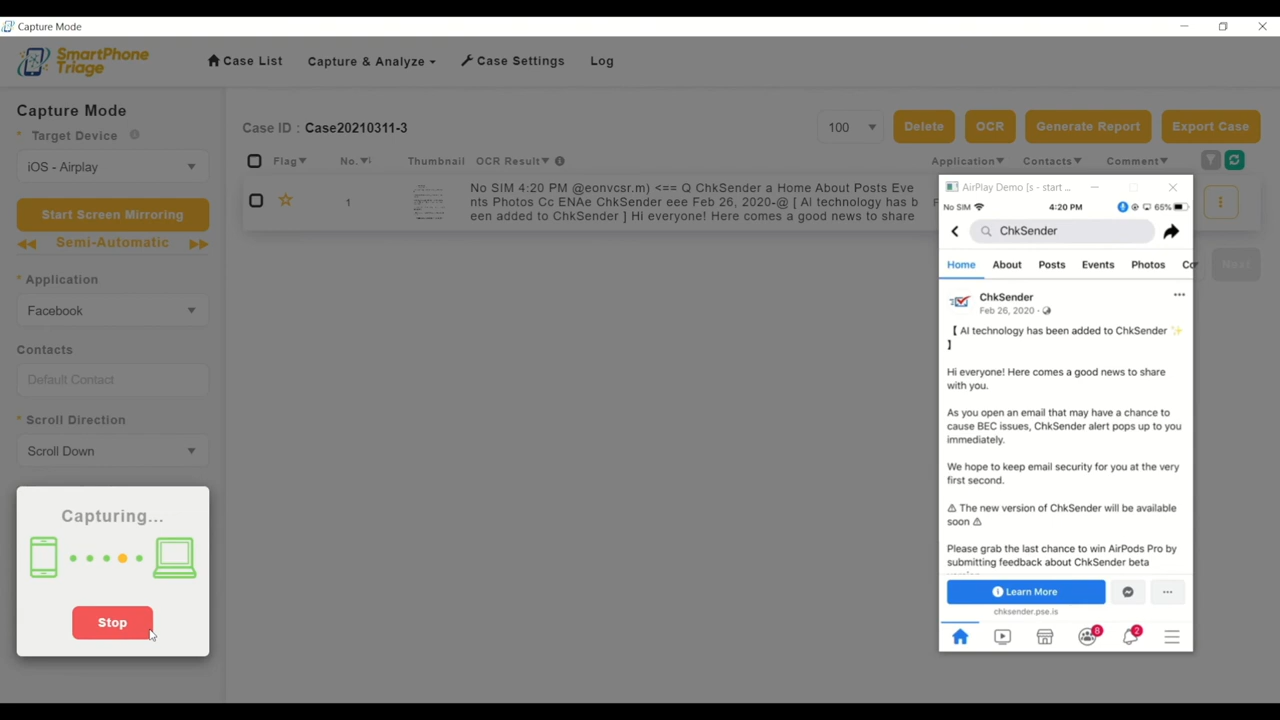 Capture Mode
SmartPhone
Triage
Case List
Capture & Analyze
Case Settings
Log
Capture Mode
* Target Device
iOS - Airplay
Start Screen Mirroring
Semi-Automatic
* Application
Facebook
Contacts
Default Contact
* Scroll Direction
Scroll Down
Capturing...
Stop
Case ID : Case20210311-3
100
Delete
OCR
Generate Report
Export Case
Flag
No.
Thumbnail
OCR Result
Application
Contacts
Comment
1
No SIM 4:20 PM @eonvcsr.m) <== Q ChkSender a Home About Posts Eve
nts Photos Cc ENAe ChkSender eee Feb 26, 2020-@ [ AI technology has b
een added to ChkSender ] Hi everyone! Here comes a good news to share
Next
AirPlay Demo [s - start ...
No SIM
4:20 PM
65%
ChkSender
Home
About
Posts
Events
Photos
ChkSender
Feb 26, 2020 ·
【 AI technology has been added to ChkSender ✨
】
Hi everyone! Here comes a good news to share
with you.
As you open an email that may have a chance to
cause BEC issues, ChkSender alert pops up to you
immediately.
We hope to keep email security for you at the very
first second.
⚠ The new version of ChkSender will be available
soon ⚠
Please grab the last chance to win AirPods Pro by
submitting feedback about ChkSender beta
Learn More
chksender.pse.is
8
2